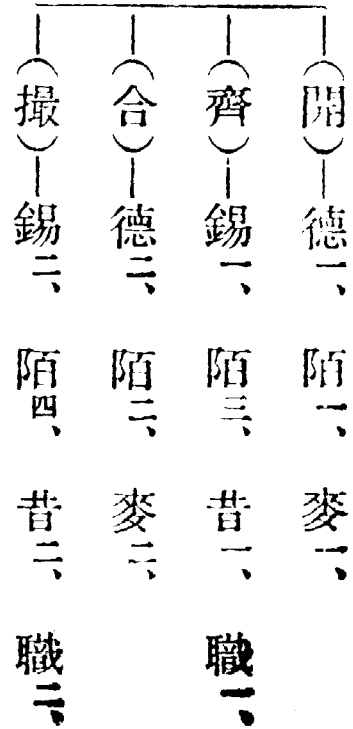 （開）—德一、陌一、麥一、
（齊）—錫一、陌三、昔一、職一、
（合）—德二、陌二、麥二、
（撮）—錫二、陌四、昔二、職二、